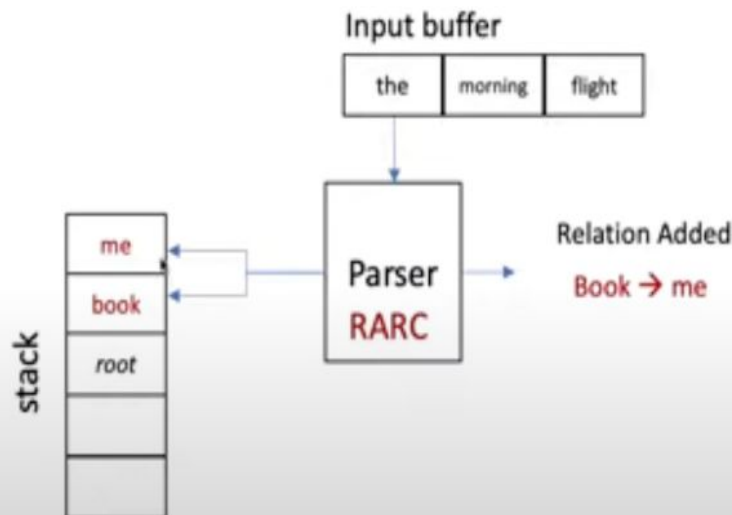 Input buffer
the morning flight
me
book
root
stack
Parser
RARC
Relation Added
Book → me